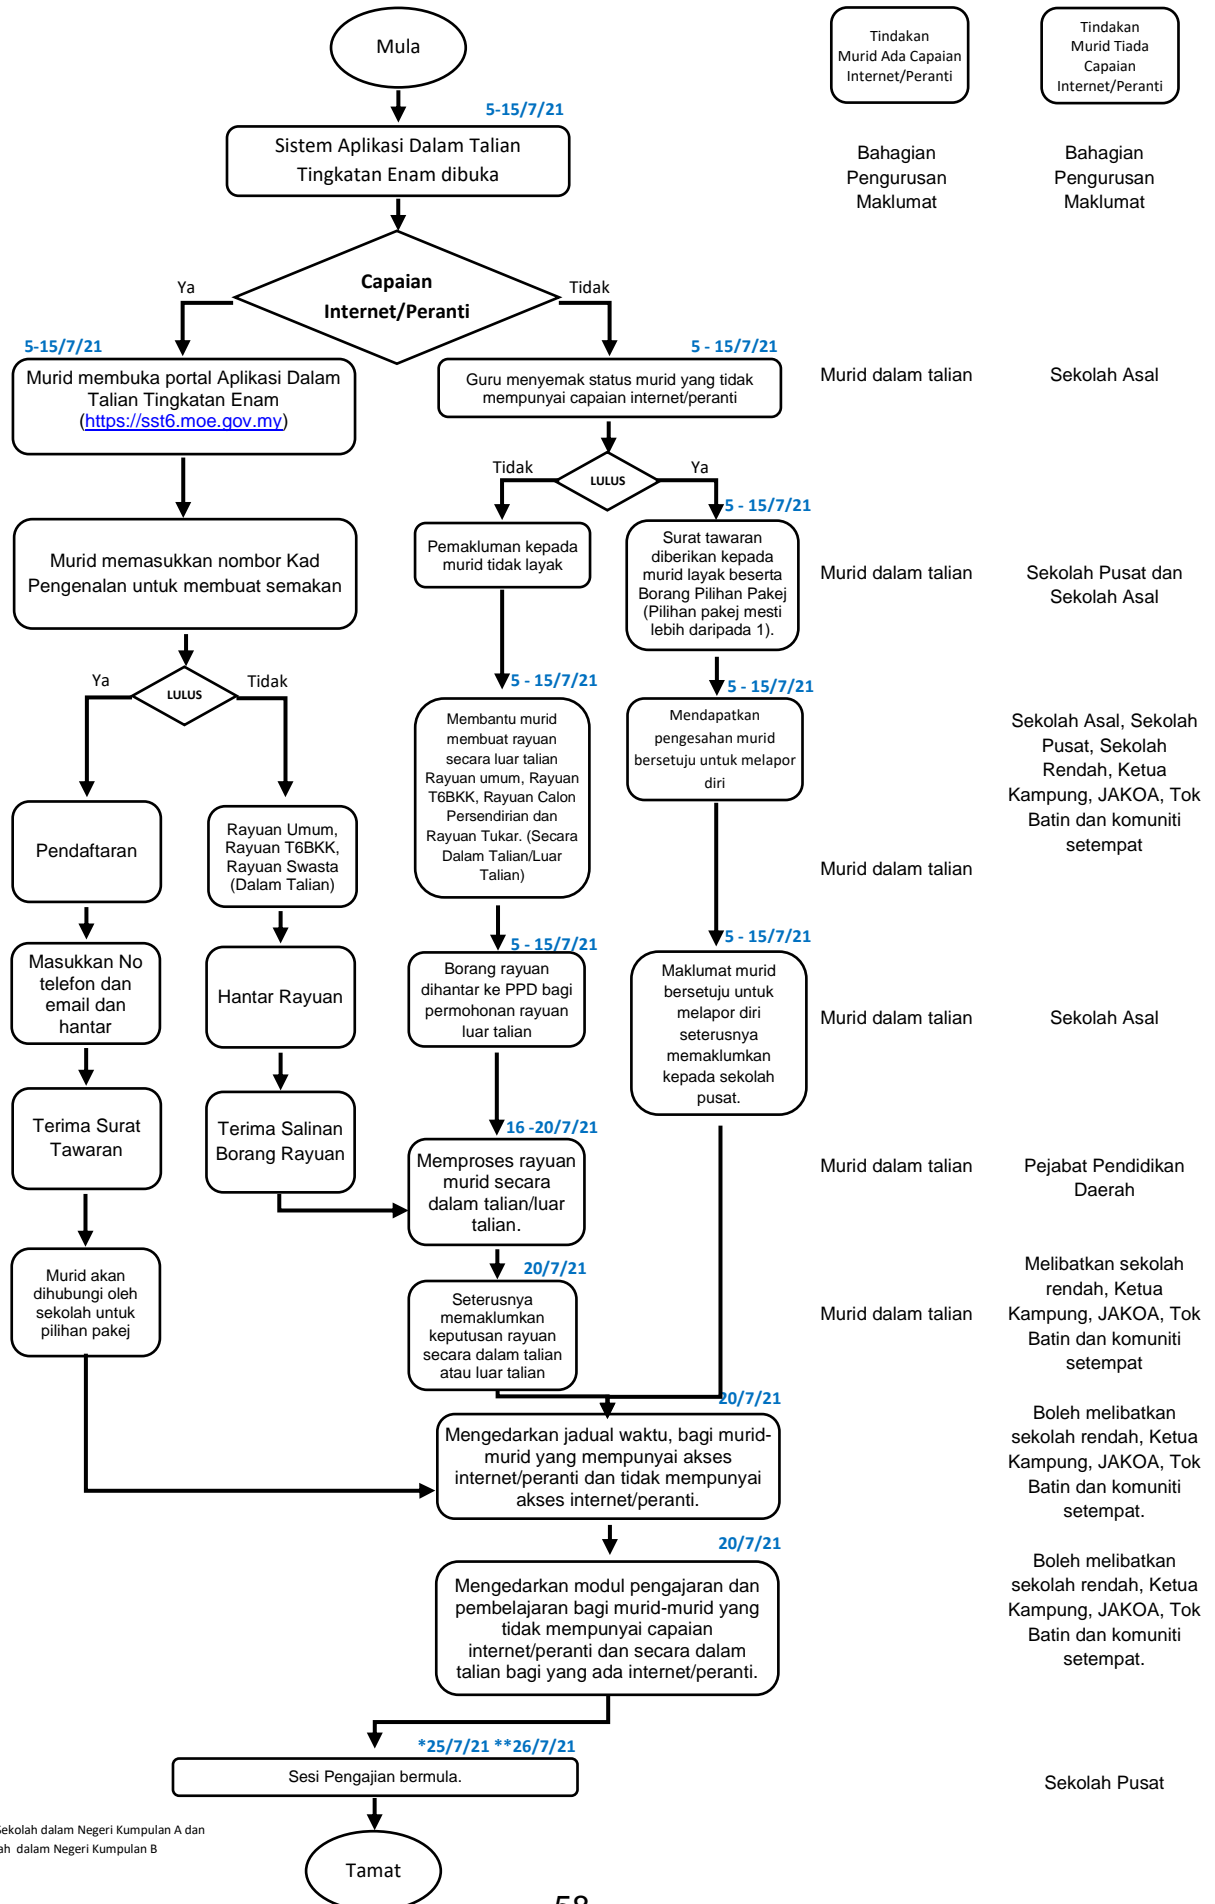 Mula
Tindakan
Murid Ada Capaian
Internet/Peranti
Tindakan
Murid Tiada
Capaian
Internet/Peranti
5-15/7/21
Sistem Aplikasi Dalam Talian
Tingkatan Enam dibuka
Bahagian
Pengurusan
Maklumat
Bahagian
Pengurusan
Maklumat
Capaian
Internet/Peranti
Ya
Tidak
5-15/7/21
Murid membuka portal Aplikasi Dalam
Talian Tingkatan Enam
(https://sst6.moe.gov.my)
5 - 15/7/21
Guru menyemak status murid yang tidak
mempunyai capaian internet/peranti
Murid dalam talian
Sekolah Asal
Tidak
LULUS
Ya
Murid memasukkan nombor Kad
Pengenalan untuk membuat semakan
Pemakluman kepada
murid tidak layak
5 - 15/7/21
Surat tawaran
diberikan kepada
murid layak beserta
Borang Pilihan Pakej
(Pilihan pakej mesti
lebih daripada 1).
Murid dalam talian
Sekolah Pusat dan
Sekolah Asal
Ya
LULUS
Tidak
5 - 15/7/21
Membantu murid
membuat rayuan
secara luar talian
Rayuan umum, Rayuan
T6BKK, Rayuan Calon
Persendirian dan
Rayuan Tukar. (Secara
Dalam Talian/Luar
Talian)
5 - 15/7/21
Mendapatkan
pengesahan murid
bersetuju untuk melapor
diri
Murid dalam talian
Sekolah Asal, Sekolah
Pusat, Sekolah
Rendah, Ketua
Kampung, JAKOA, Tok
Batin dan komuniti
setempat
Pendaftaran
Rayuan Umum,
Rayuan T6BKK,
Rayuan Swasta
(Dalam Talian)
Masukkan No
telefon dan
email dan
hantar
Hantar Rayuan
5 - 15/7/21
Borang rayuan
dihantar ke PPD bagi
permohonan rayuan
luar talian
5 - 15/7/21
Maklumat murid
bersetuju untuk
melapor diri
seterusnya
memaklumkan
kepada sekolah
pusat.
Murid dalam talian
Sekolah Asal
Terima Surat
Tawaran
Terima Salinan
Borang Rayuan
16 -20/7/21
Memproses rayuan
murid secara
dalam talian/luar
talian.
Murid dalam talian
Pejabat Pendidikan
Daerah
Murid akan
dihubungi oleh
sekolah untuk
pilihan pakej
20/7/21
Seterusnya
memaklumkan
keputusan rayuan
secara dalam talian
atau luar talian
Murid dalam talian
Melibatkan sekolah
rendah, Ketua
Kampung, JAKOA, Tok
Batin dan komuniti
setempat
20/7/21
Mengedarkan jadual waktu, bagi murid-
murid yang mempunyai akses
internet/peranti dan tidak mempunyai
akses internet/peranti.
Boleh melibatkan
sekolah rendah, Ketua
Kampung, JAKOA, Tok
Batin dan komuniti
setempat.
20/7/21
Mengedarkan modul pengajaran dan
pembelajaran bagi murid-murid yang
tidak mempunyai capaian
internet/peranti dan secara dalam
talian bagi yang ada internet/peranti.
Boleh melibatkan
sekolah rendah, Ketua
Kampung, JAKOA, Tok
Batin dan komuniti
setempat.
*25/7/21 **26/7/21
Sesi Pengajian bermula.
Sekolah Pusat
Sekolah dalam Negeri Kumpulan A dan
dalam Negeri Kumpulan B
Tamat